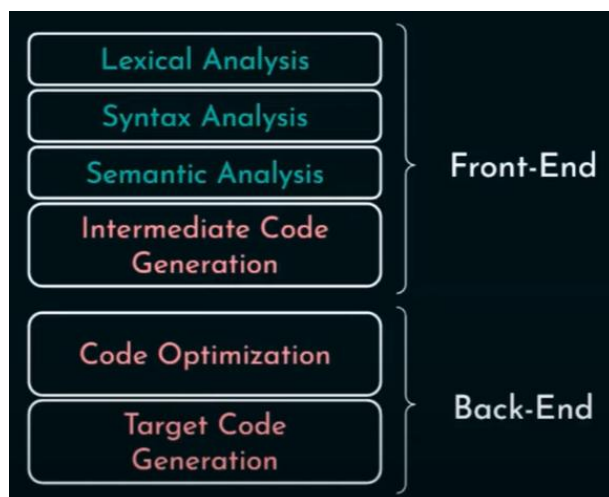 Lexical Analysis
Syntax Analysis
Semantic Analysis
Front-End
Intermediate Code
Generation
Code Optimization
Back-End
Target Code
Generation